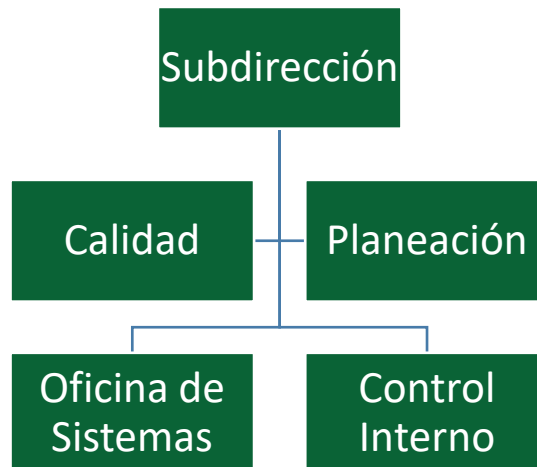 Subdirección
Calidad
Planeación
Oficina de
Sistemas
Control
Interno